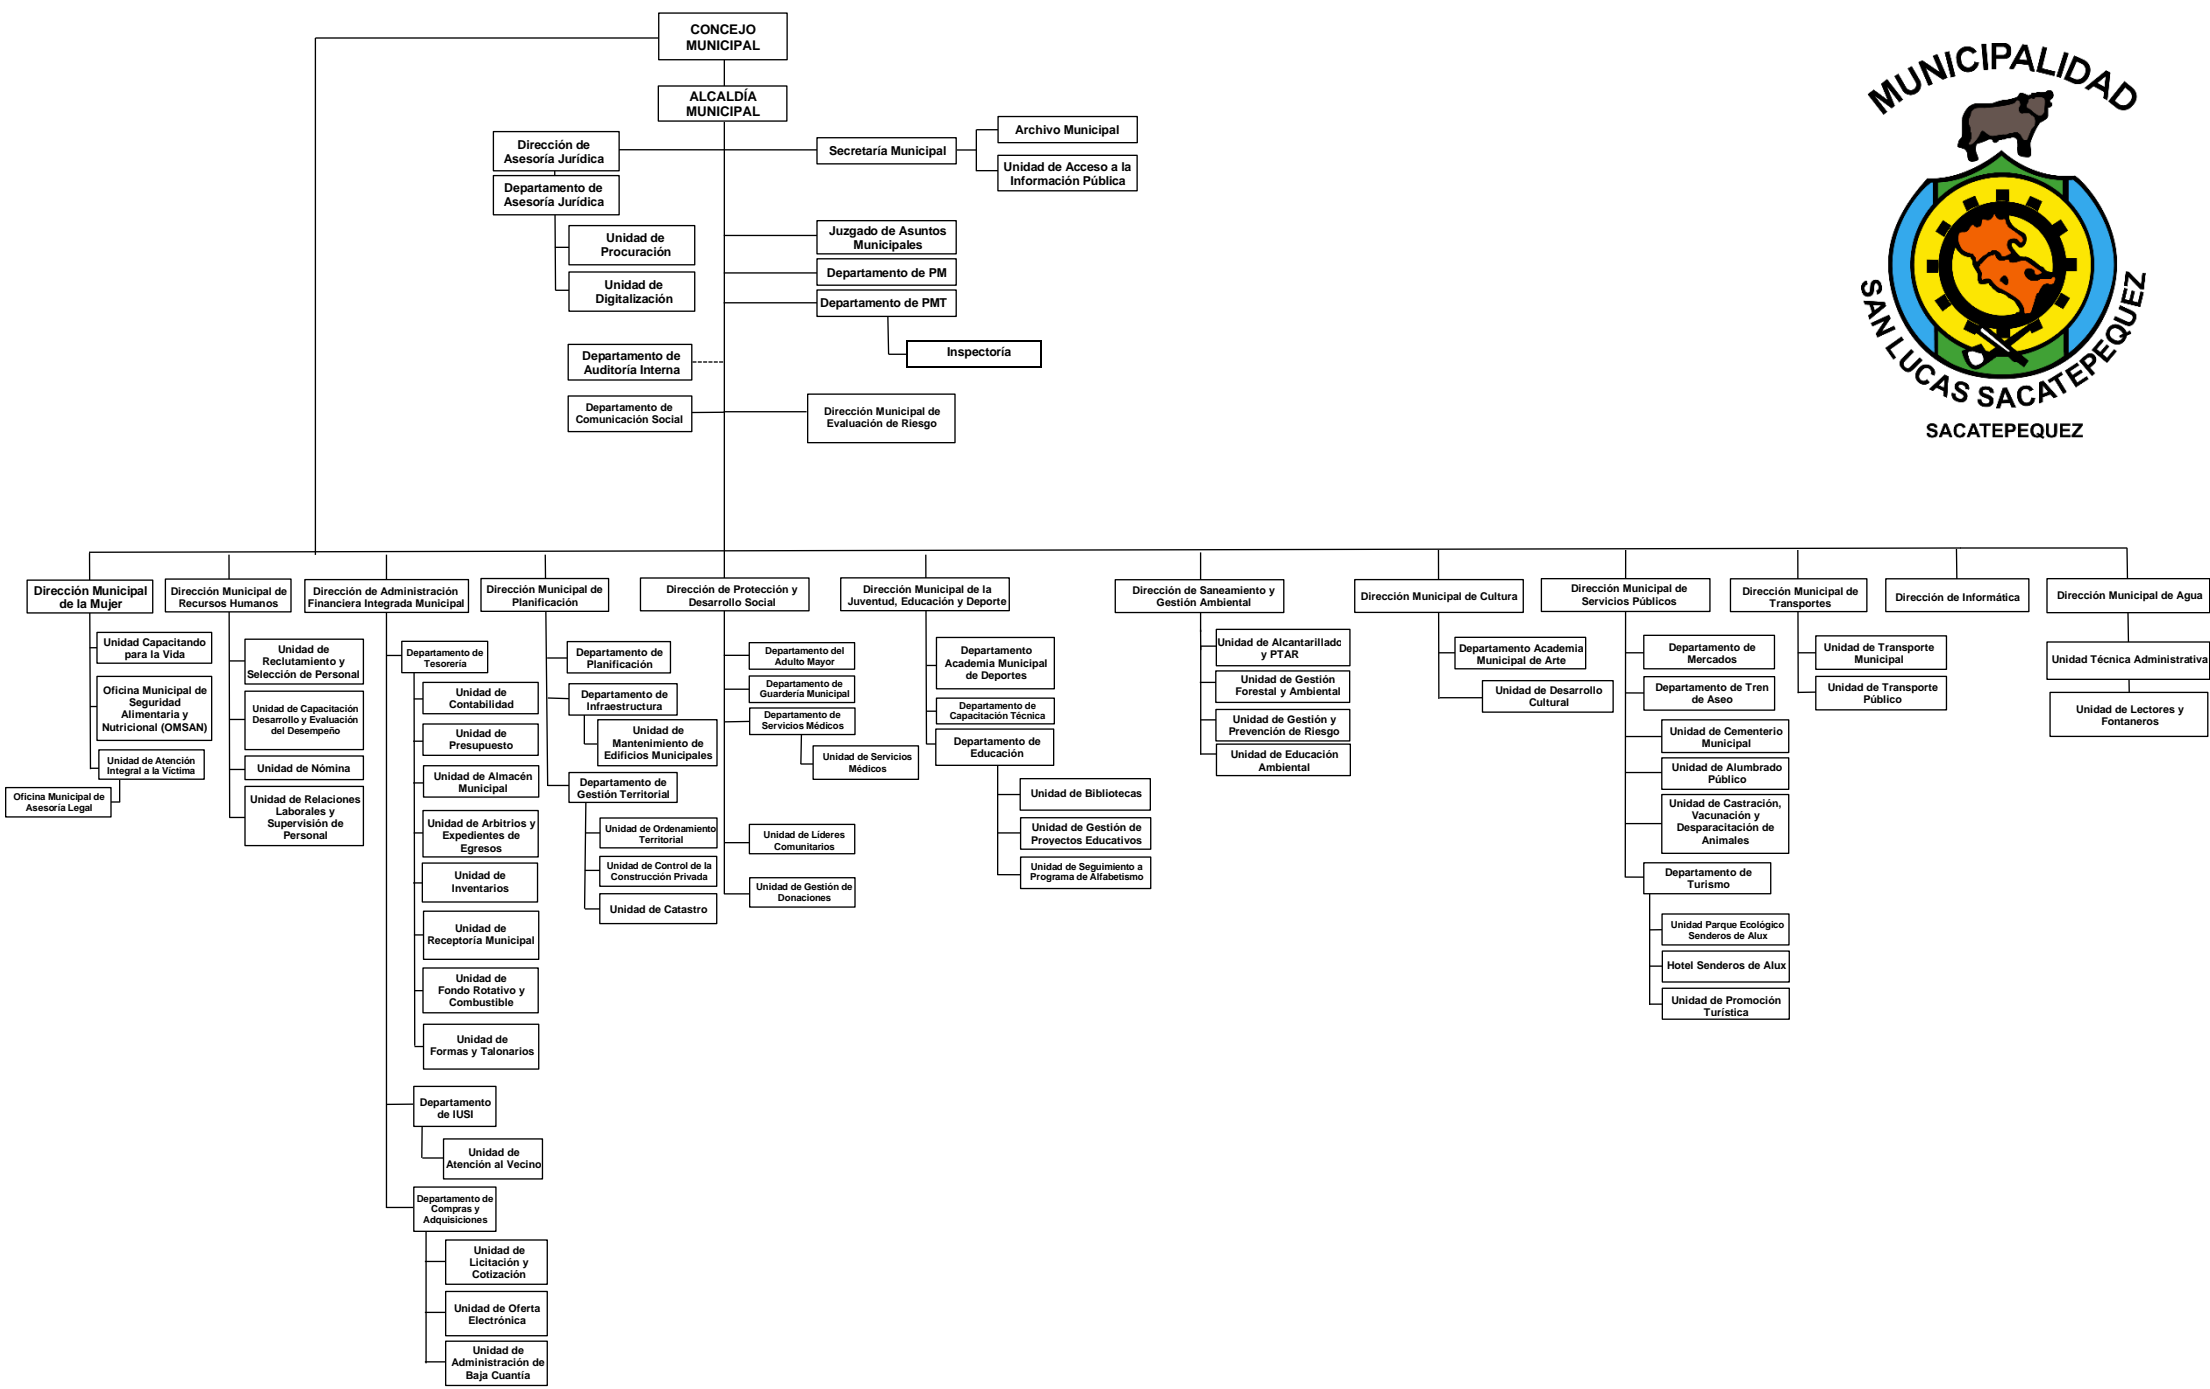 CONCEJO
MUNICIPAL
ALCALDÍA
MUNICIPAL
Dirección de
Asesoría Jurídica
Departamento de
Asesoría Jurídica
Unidad de
Procuración
Unidad de
Digitalización
Departamento de
Auditoría Interna
Departamento de
Comunicación Social
Secretaría Municipal
Archivo Municipal
Unidad de Acceso a la
Información Pública
Juzgado de Asuntos
Municipales
Departamento de PM
Departamento de PMT
Inspectoría
Dirección Municipal de
Evaluación de Riesgo
MUNICIPALIDAD
SAN LUCAS SACATEPEQUEZ
SACATEPEQUEZ
Dirección Municipal
de la Mujer
Unidad Capacitando
para la Vida
Oficina Municipal de
Seguridad
Alimentaria y
Nutricional (OMSAN)
Unidad de Atención
Integral a la Víctima
Oficina Municipal de
Asesoría Legal
Dirección Municipal de
Recursos Humanos
Unidad de
Reclutamiento y
Selección de Personal
Unidad de Capacitación
Desarrollo y Evaluación
del Desempeño
Unidad de Nómina
Unidad de Relaciones
Laborales y
Supervisión de
Personal
Dirección de Administración
Financiera Integrada Municipal
Departamento de
Tesorería
Unidad de
Contabilidad
Unidad de
Presupuesto
Unidad de Almacén
Municipal
Unidad de Arbitrios y
Expedientes de
Egresos
Unidad de
Inventarios
Unidad de
Receptoría Municipal
Unidad de
Fondo Rotativo y
Combustible
Unidad de
Formas y Talonarios
Departamento
de IUSI
Unidad de
Atención al Vecino
Departamento de
Compras y
Adquisiciones
Unidad de
Licitación y
Cotización
Unidad de Oferta
Electrónica
Unidad de
Administración de
Baja Cuantía
Dirección Municipal de
Planificación
Departamento de
Planificación
Departamento de
Infraestructura
Unidad de
Mantenimiento de
Edificios Municipales
Departamento de
Gestión Territorial
Unidad de Ordenamiento
Territorial
Unidad de Control de la
Construcción Privada
Unidad de Catastro
Dirección de Protección y
Desarrollo Social
Departamento del
Adulto Mayor
Departamento de
Guardería Municipal
Departamento de
Servicios Médicos
Unidad de Servicios
Médicos
Unidad de Líderes
Comunitarios
Unidad de Gestión de
Donaciones
Dirección Municipal de la
Juventud, Educación y Deporte
Departamento
Academia Municipal
de Deportes
Departamento de
Capacitación Técnica
Departamento de
Educación
Unidad de Bibliotecas
Unidad de Gestión de
Proyectos Educativos
Unidad de Seguimiento a
Programa de Alfabetismo
Dirección de Saneamiento y
Gestión Ambiental
Unidad de Alcantarillado
y PTAR
Unidad de Gestión
Forestal y Ambiental
Unidad de Gestión y
Prevención de Riesgo
Unidad de Educación
Ambiental
Dirección Municipal de Cultura
Departamento Academia
Municipal de Arte
Unidad de Desarrollo
Cultural
Dirección Municipal de
Servicios Públicos
Departamento de
Mercados
Departamento de Tren
de Aseo
Unidad de Cementerio
Municipal
Unidad de Alumbrado
Público
Unidad de Castración,
Vacunación y
Desparacitación de
Animales
Departamento de
Turismo
Unidad Parque Ecológico
Senderos de Alux
Hotel Senderos de Alux
Unidad de Promoción
Turística
Dirección Municipal de
Transportes
Unidad de Transporte
Municipal
Unidad de Transporte
Público
Dirección de Informática
Dirección Municipal de Agua
Unidad Técnica Administrativa
Unidad de Lectores y
Fontaneros